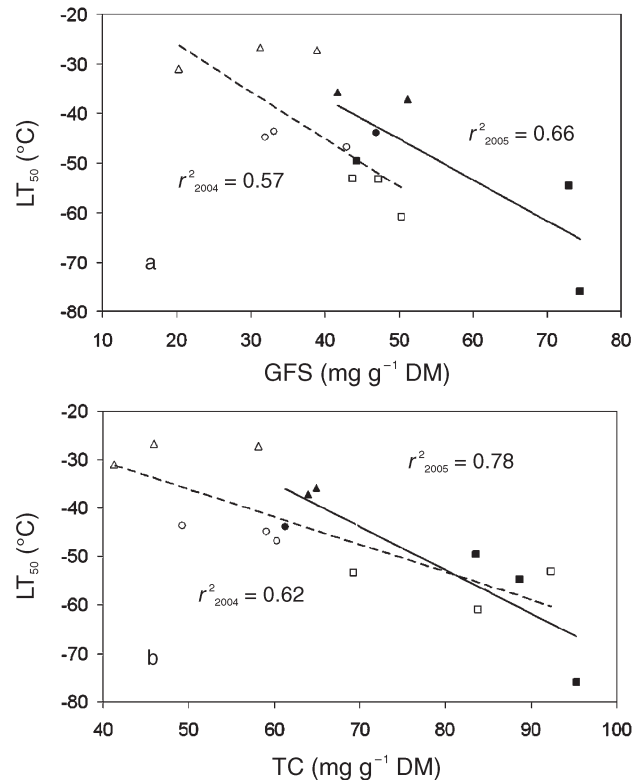 -20
-30
-40
-50
-60
-70
-80
LT50 (°C)
r²2005 = 0.66
r²2004 = 0.57
a
10 20 30 40 50 60 70 80
GFS (mg g⁻¹ DM)
-20
-30
-40
-50
-60
-70
-80
LT50 (°C)
r²2005 = 0.78
r²2004 = 0.62
b
40 50 60 70 80 90 100
TC (mg g⁻¹ DM)